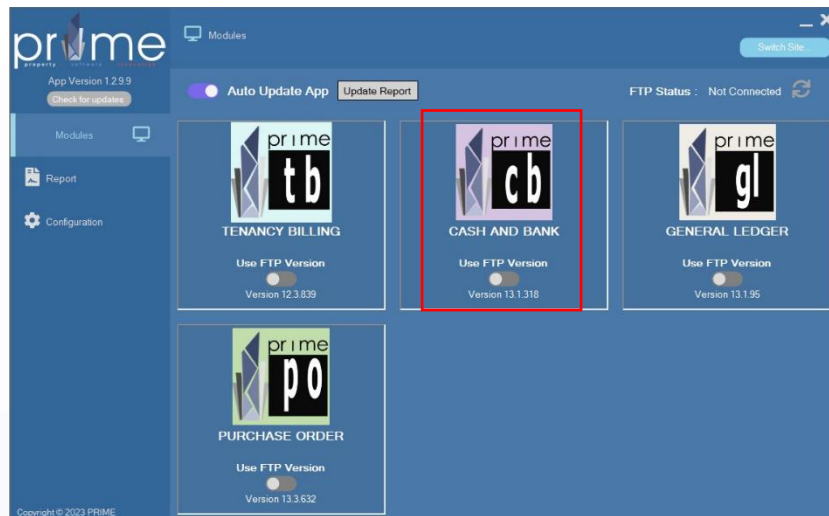 prime
property software
App Version 1.2.9.9
Check for updates
Modules
Report
Configuration
Copyright © 2023 PRIME
Modules
Switch Site...
Auto Update App
Update Report
FTP Status : Not Connected
prime
tb
TENANCY BILLING
Use FTP Version
Version 12.3.839
prime
cb
CASH AND BANK
Use FTP Version
Version 13.1.318
prime
gl
GENERAL LEDGER
Use FTP Version
Version 13.1.95
prime
po
PURCHASE ORDER
Use FTP Version
Version 13.3.632